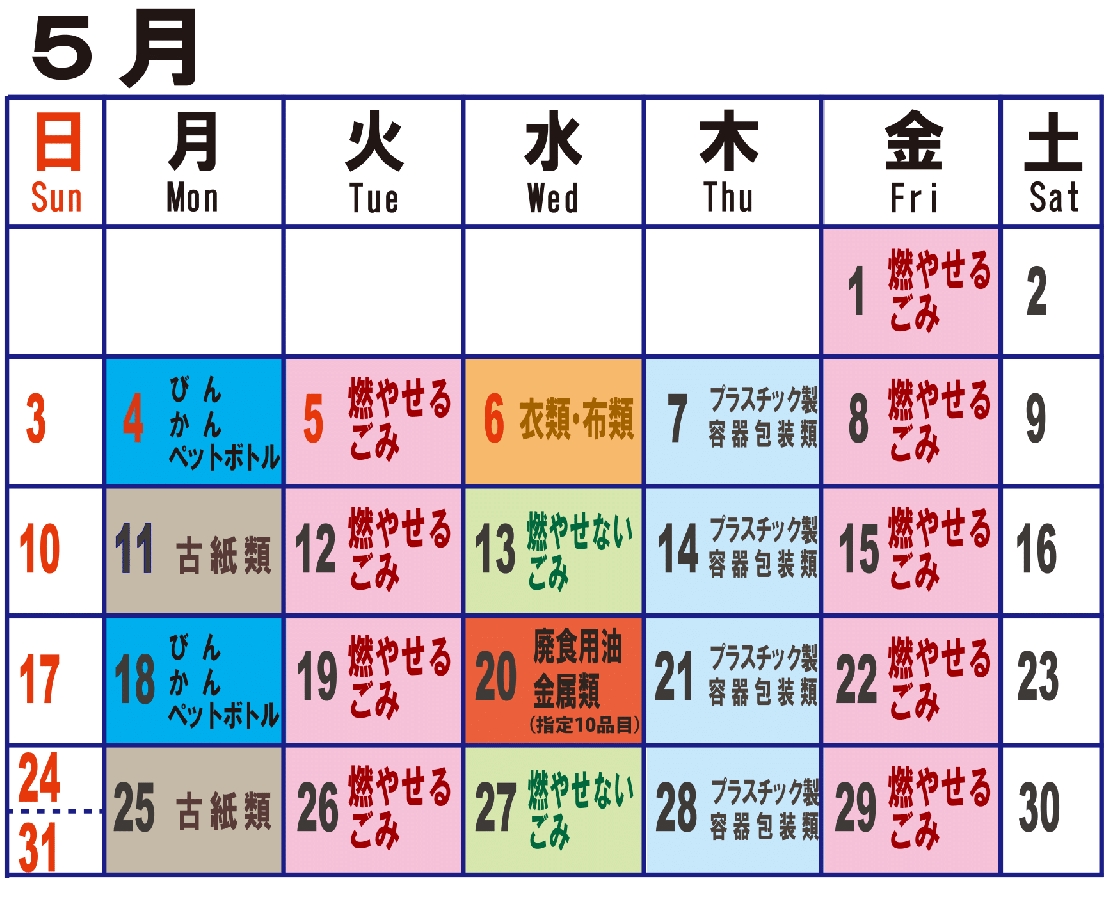 5月
日 月 火 水 木 金 土
Sun Mon Tue Wed Thu Fri Sat
1 燃やせる
ごみ
2
3
4 びん
かん
ペットボトル
5 燃やせる
ごみ
6 衣類・布類
7 プラスチック製
容器包装類
8 燃やせる
ごみ
9
10
11 古紙類
12 燃やせる
ごみ
13 燃やせない
ごみ
14 プラスチック製
容器包装類
15 燃やせる
ごみ
16
17
18 びん
かん
ペットボトル
19 燃やせる
ごみ
20 廃食用油
金属類
(指定10品目)
21 プラスチック製
容器包装類
22 燃やせる
ごみ
23
24
31
25 古紙類
26 燃やせる
ごみ
27 燃やせない
ごみ
28 プラスチック製
容器包装類
29 燃やせる
ごみ
30